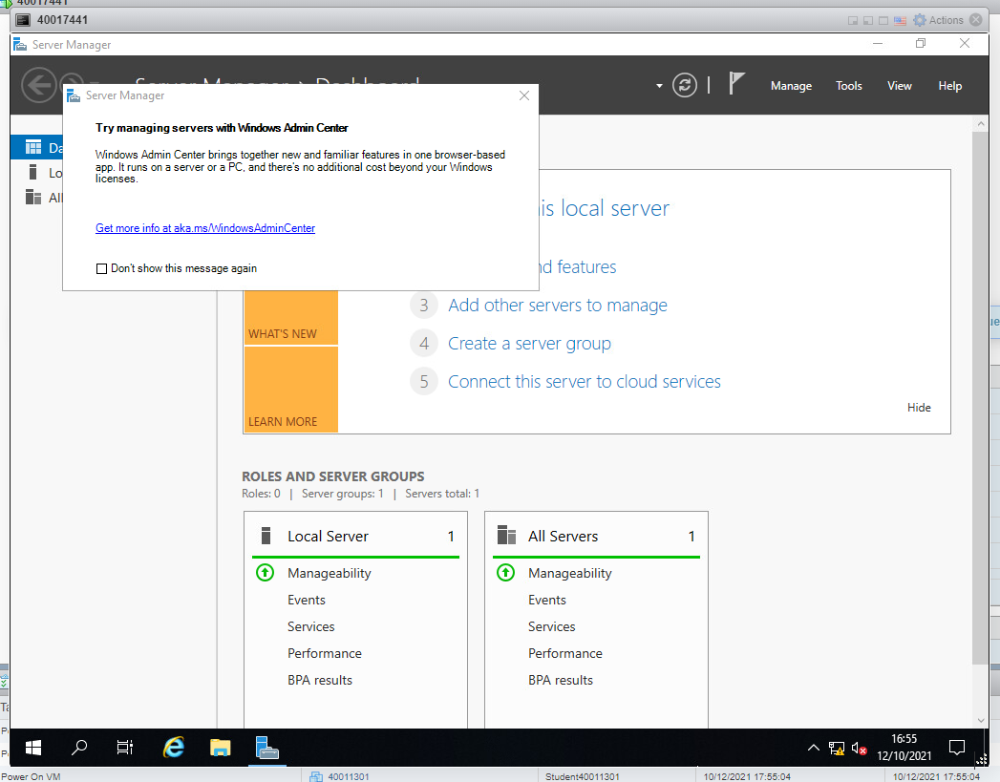 40017441
40017441
Actions
Server Manager
Server Manager
Manage
Tools
View
Help
Server Manager
Try managing servers with Windows Admin Center
Windows Admin Center brings together new and familiar features in one browser-based
app. It runs on a server or a PC, and there's no additional cost beyond your Windows
licenses.
Get more info at aka.ms/WindowsAdminCenter
Don't show this message again
Da
Lo
All
is local server
nd features
3 Add other servers to manage
4 Create a server group
5 Connect this server to cloud services
WHAT'S NEW
LEARN MORE
Hide
ROLES AND SERVER GROUPS
Roles: 0 | Server groups: 1 | Servers total: 1
Local Server 1
Manageability
Events
Services
Performance
BPA results
All Servers 1
Manageability
Events
Services
Performance
BPA results
16:55
12/10/2021
Power On VM
40011301
Student40011301
10/12/2021 17:55:04
10/12/2021 17:55:04